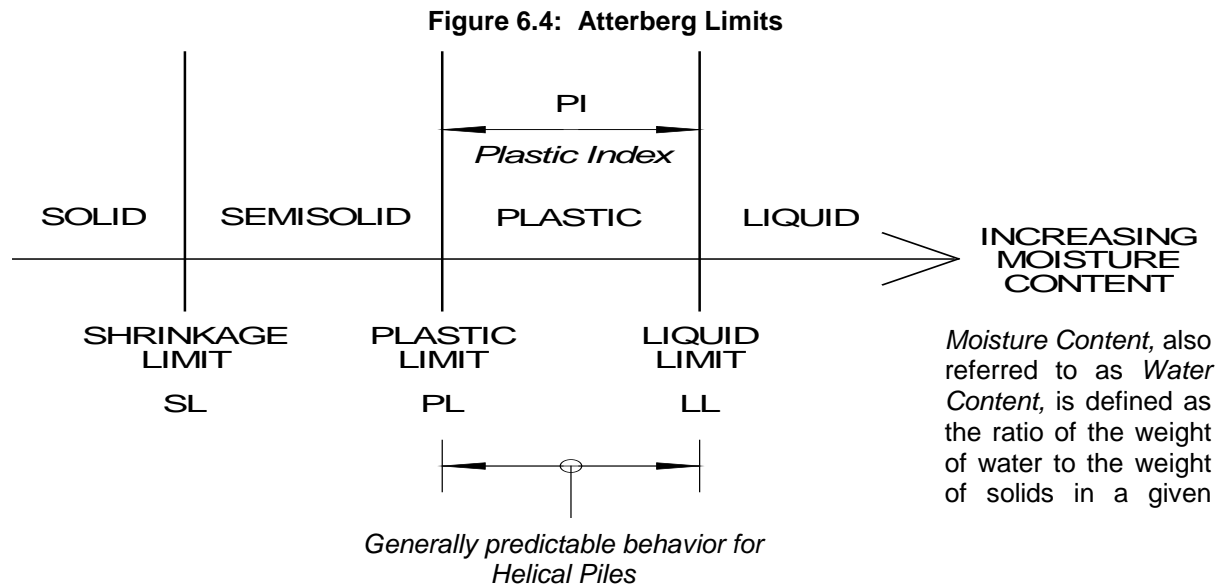 Figure 6.4: Atterberg Limits
PI
Plastic Index
SOLID
SEMISOLID
PLASTIC
LIQUID
INCREASING
MOISTURE
CONTENT
SHRINKAGE
LIMIT
SL
PLASTIC
LIMIT
PL
LIQUID
LIMIT
LL
Moisture Content, also
referred to as Water
Content, is defined as
the ratio of the weight
of water to the weight
of solids in a given
Generally predictable behavior for
Helical Piles